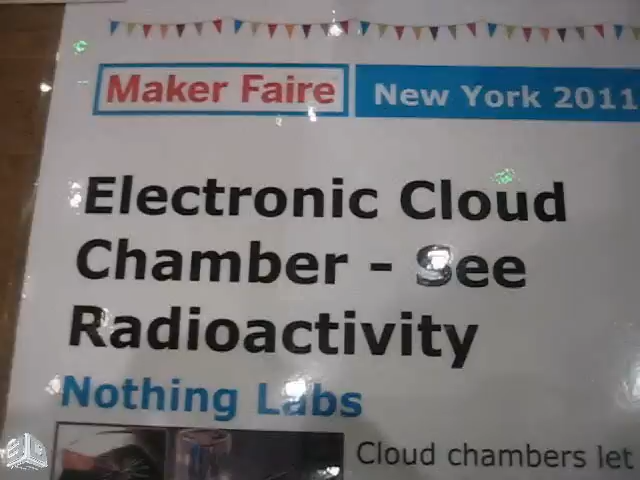 Maker Faire New York 2011
Electronic Cloud
Chamber - See
Radioactivity
Nothing Labs
Cloud chambers let